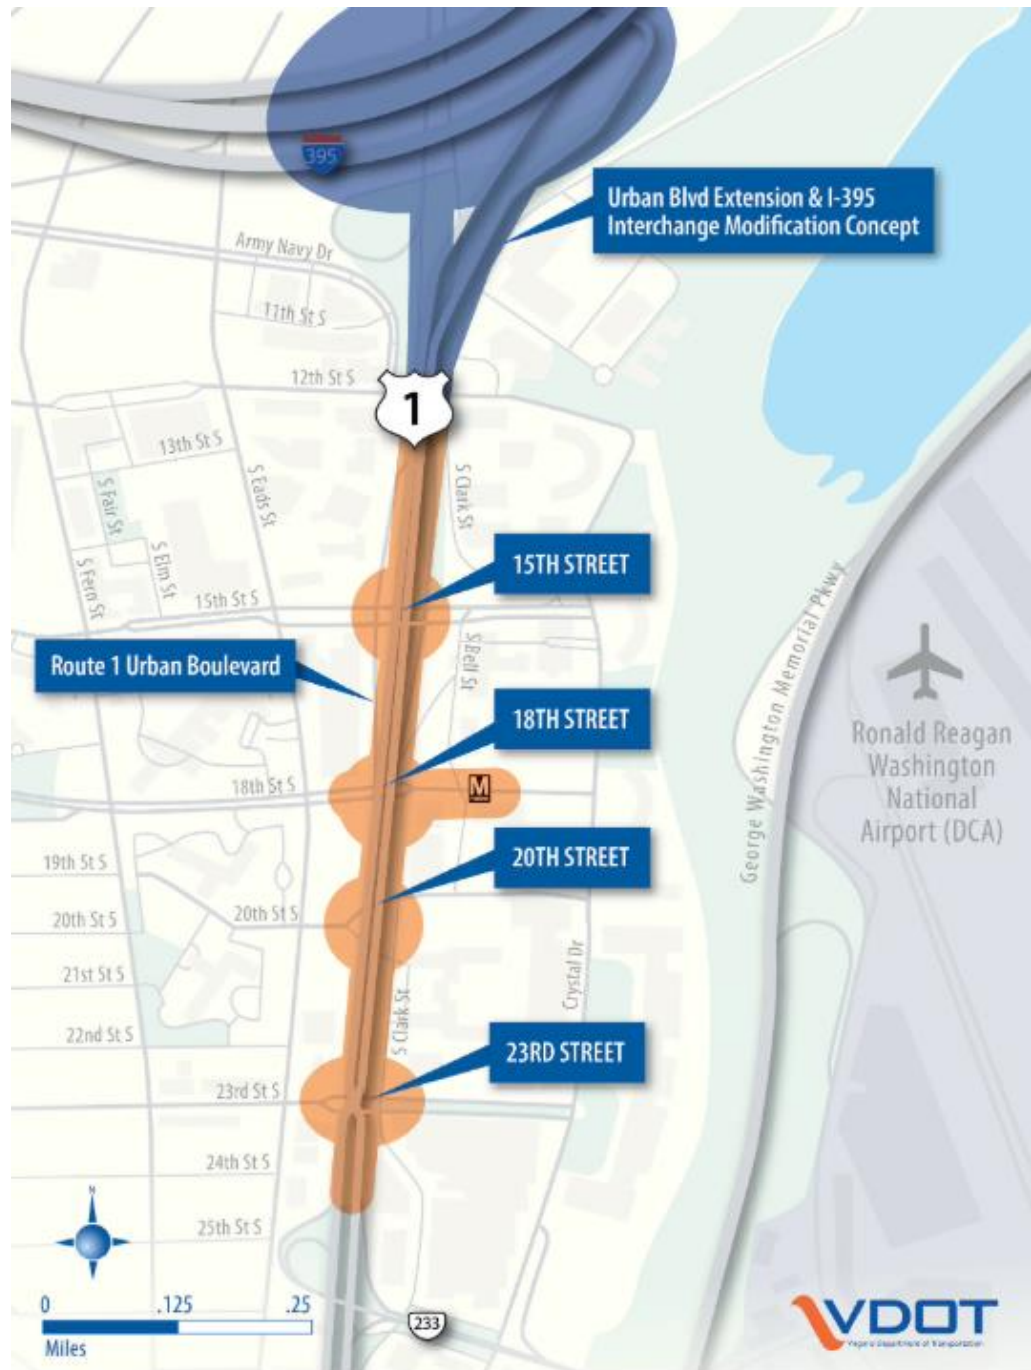 395
Urban Blvd Extension & I-395
Interchange Modification Concept
Army Navy Dr
11th St S
12th St S
1
13th St S
S Fair St
S Eads St
S Clark St
S Elm St
S Fern St
15TH STREET
15th St S
S Bell St
Route 1 Urban Boulevard
George Washington Memorial Pkwy
18TH STREET
Ronald Reagan
Washington
National
Airport (DCA)
18th St S
M
20TH STREET
19th St S
20th St S
20th St S
21st St S
Crystal Dr
S Clark St
22nd St S
23RD STREET
23rd St S
24th St S
N
25th St S
0 .125 .25
Miles
233
VDOT
Virginia Department of Transportation